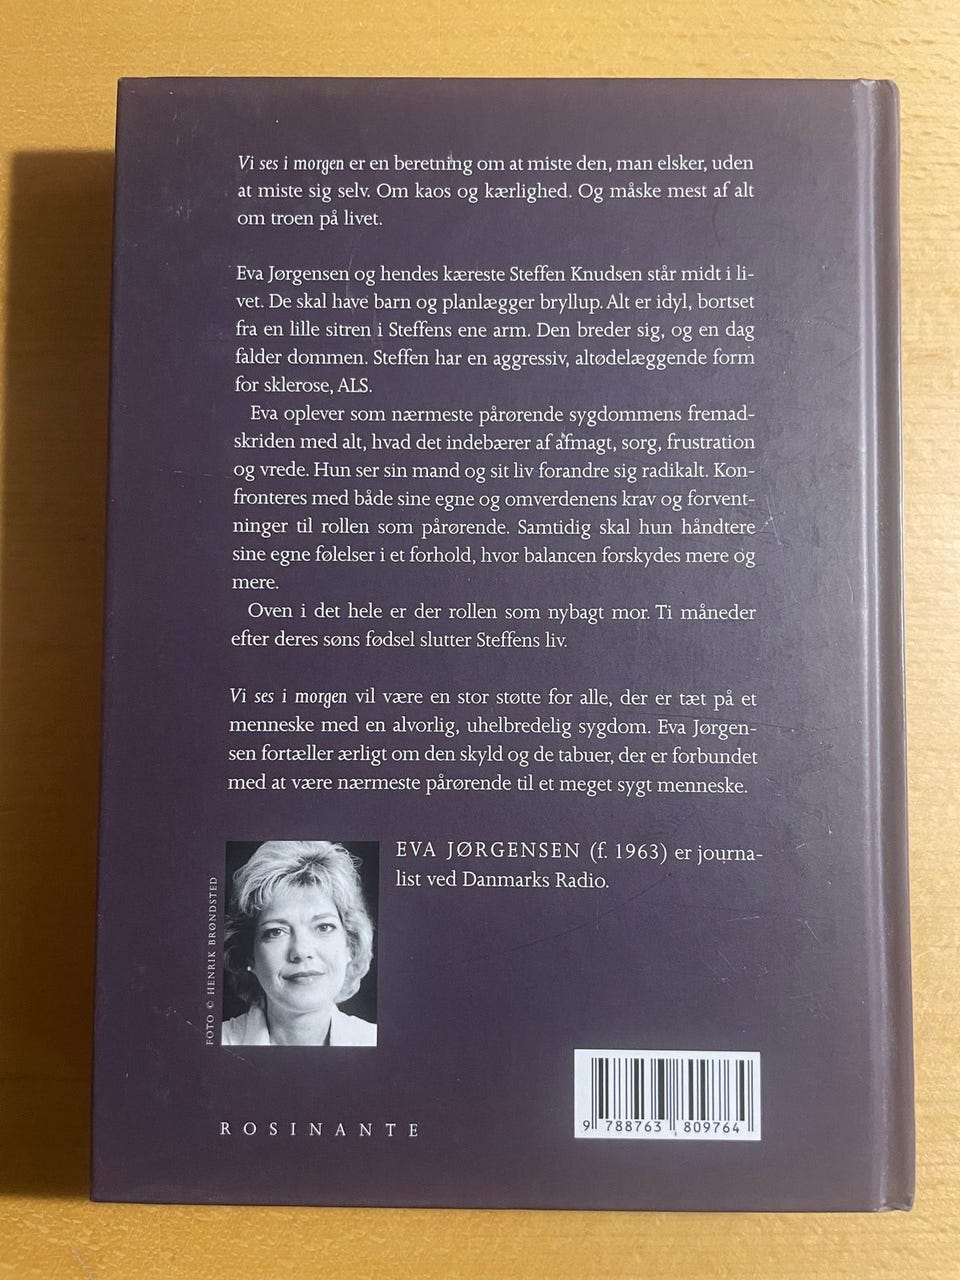 Vi ses i morgen er en beretning om at miste den, man elsker, uden
at miste sig selv. Om kaos og kærlighed. Og måske mest af alt
om troen på livet.
Eva Jørgensen og hendes kæreste Steffen Knudsen står midt i li-
vet. De skal have barn og planlægger bryllup. Alt er idyl, bortset
fra en lille sitren i Steffens ene arm. Den breder sig, og en dag
falder dommen. Steffen har en aggressiv, altødelæggende form
for sklerose, ALS.
Eva oplever som nærmeste pårørende sygdommens fremad-
skriden med alt, hvad det indebærer af afmagt, sorg, frustration
og vrede. Hun ser sin mand og sit liv forandre sig radikalt. Kon-
fronteres med både sine egne og omverdenens krav og forvent-
ninger til rollen som pårørende. Samtidig skal hun håndtere
sine egne følelser i et forhold, hvor balancen forskydes mere og
mere.
Oven i det hele er der rollen som nybagt mor. Ti måneder
efter deres søns fødsel slutter Steffens liv.
Vi ses i morgen vil være en stor støtte for alle, der er tæt på et
menneske med en alvorlig, uhelbredelig sygdom. Eva Jørgen-
sen fortæller ærligt om den skyld og de tabuer, der er forbundet
med at være nærmeste pårørende til et meget sygt menneske.
EVA JØRGENSEN (f. 1963) er journa-
list ved Danmarks Radio.
FOTO © HENRIK BRØNDSTED
ROSINANTE
9 788763 809764